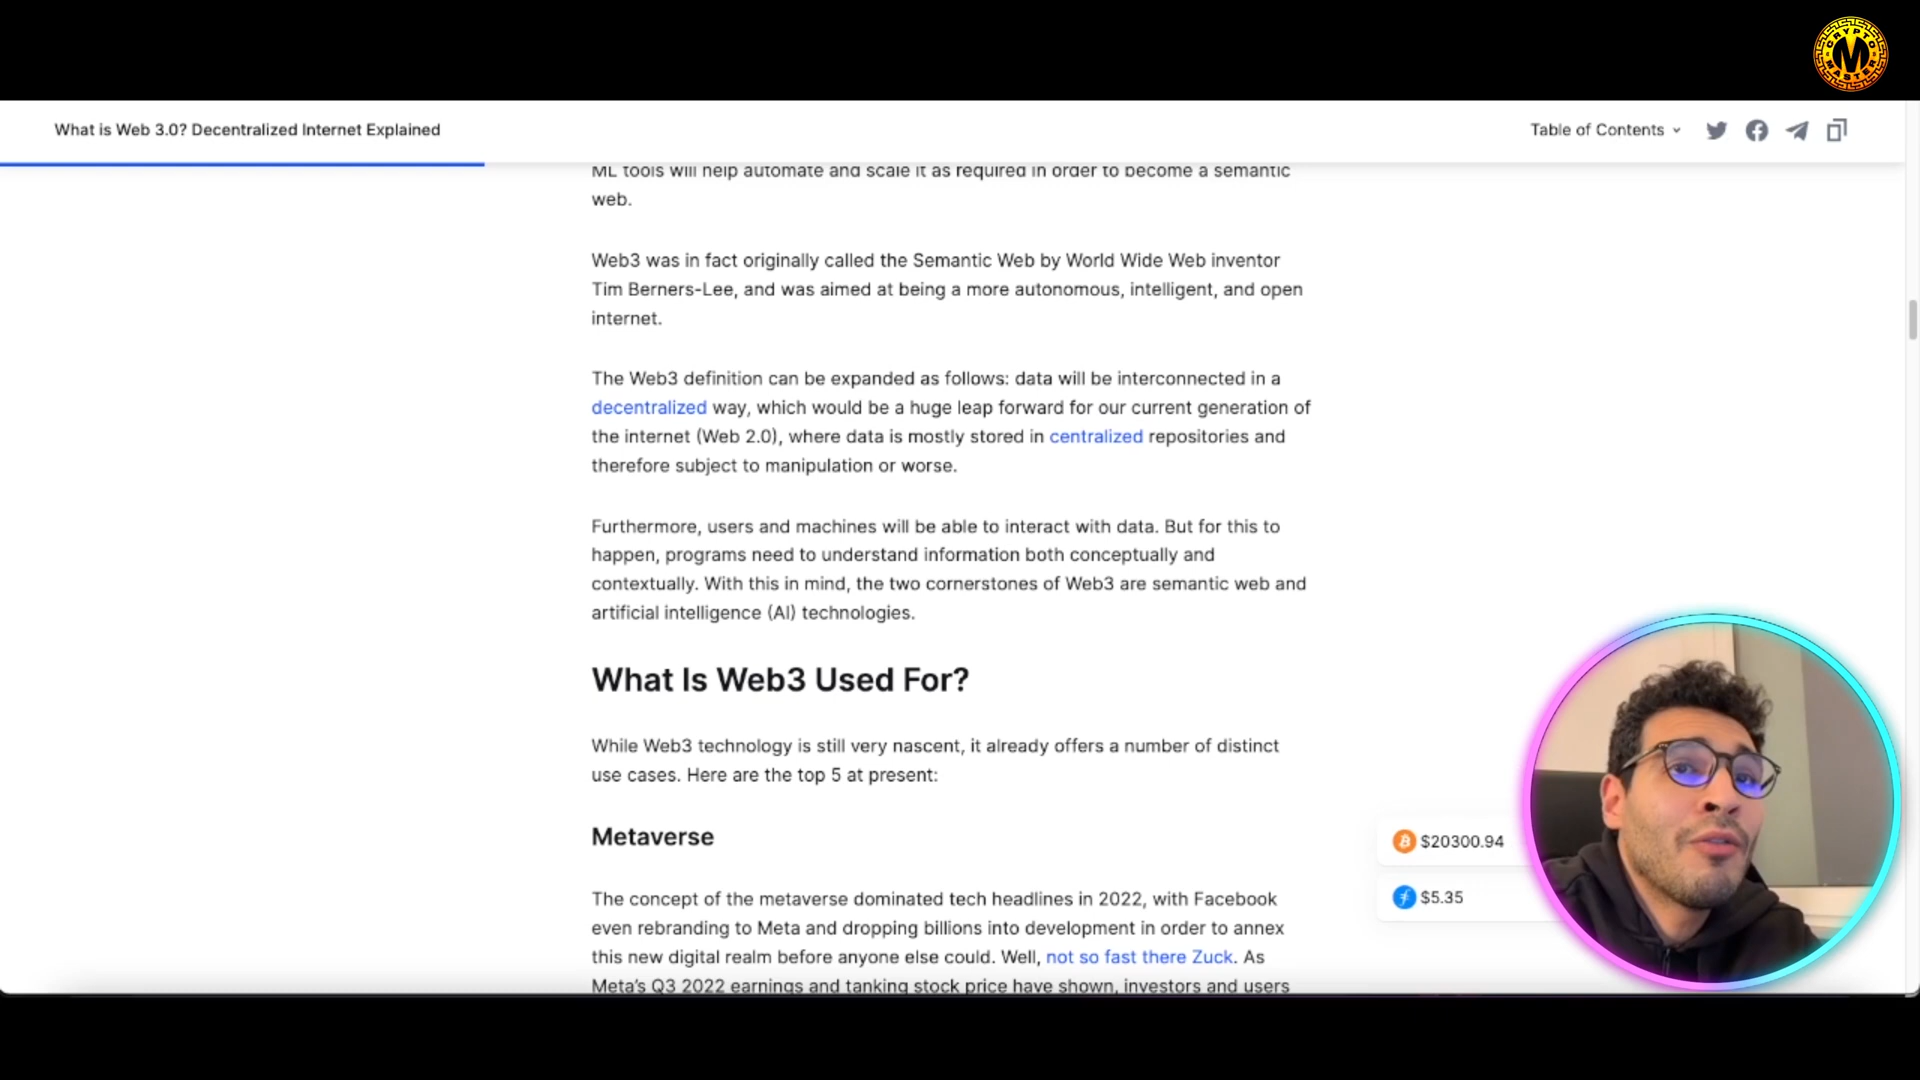 CRYPTO
M
MASTER
What is Web 3.0? Decentralized Internet Explained
Table of Contents
ML tools will help automate and scale it as required in order to become a semantic
web.
Web3 was in fact originally called the Semantic Web by World Wide Web inventor
Tim Berners-Lee, and was aimed at being a more autonomous, intelligent, and open
internet.
The Web3 definition can be expanded as follows: data will be interconnected in a
decentralized way, which would be a huge leap forward for our current generation of
the internet (Web 2.0), where data is mostly stored in centralized repositories and
therefore subject to manipulation or worse.
Furthermore, users and machines will be able to interact with data. But for this to
happen, programs need to understand information both conceptually and
contextually. With this in mind, the two cornerstones of Web3 are semantic web and
artificial intelligence (AI) technologies.
What Is Web3 Used For?
While Web3 technology is still very nascent, it already offers a number of distinct
use cases. Here are the top 5 at present:
Metaverse
$20300.94
The concept of the metaverse dominated tech headlines in 2022, with Facebook
$5.35
even rebranding to Meta and dropping billions into development in order to annex
this new digital realm before anyone else could. Well, not so fast there Zuck. As
Meta's Q3 2022 earnings and tanking stock price have shown, investors and users